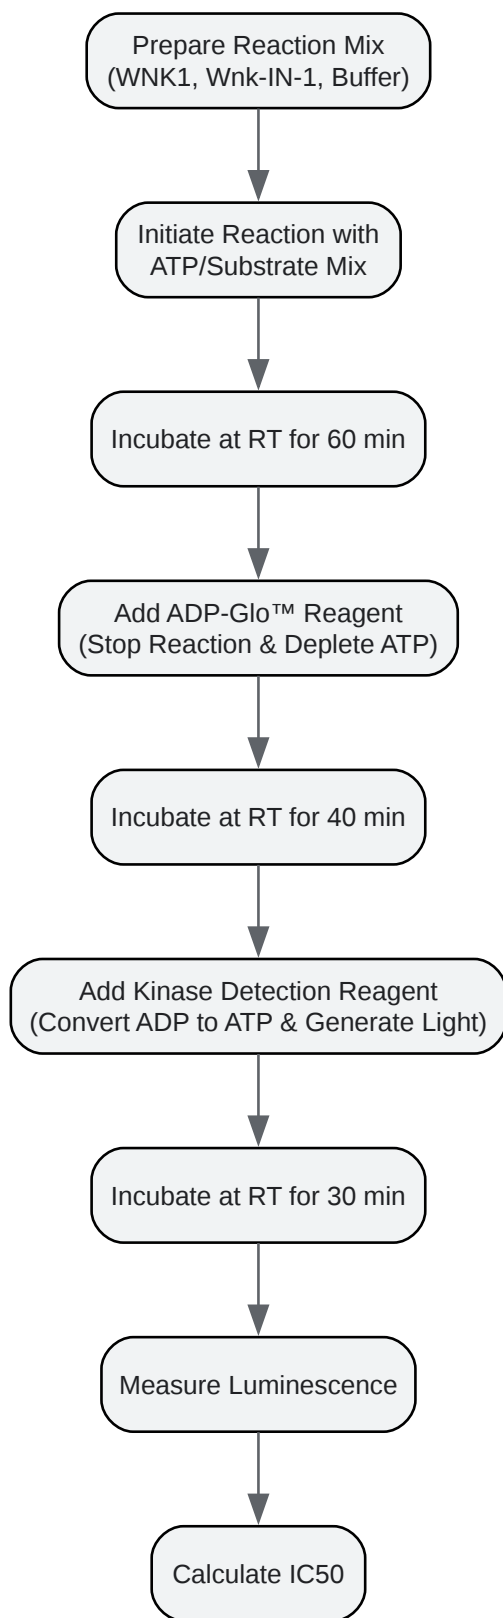 Prepare Reaction Mix
(WNK1, Wnk-IN-1, Buffer)
Initiate Reaction with
ATP/Substrate Mix
Incubate at RT for 60 min
Add ADP-Glo™ Reagent
(Stop Reaction & Deplete ATP)
Incubate at RT for 40 min
Add Kinase Detection Reagent
(Convert ADP to ATP & Generate Light)
Incubate at RT for 30 min
Measure Luminescence
Calculate IC50